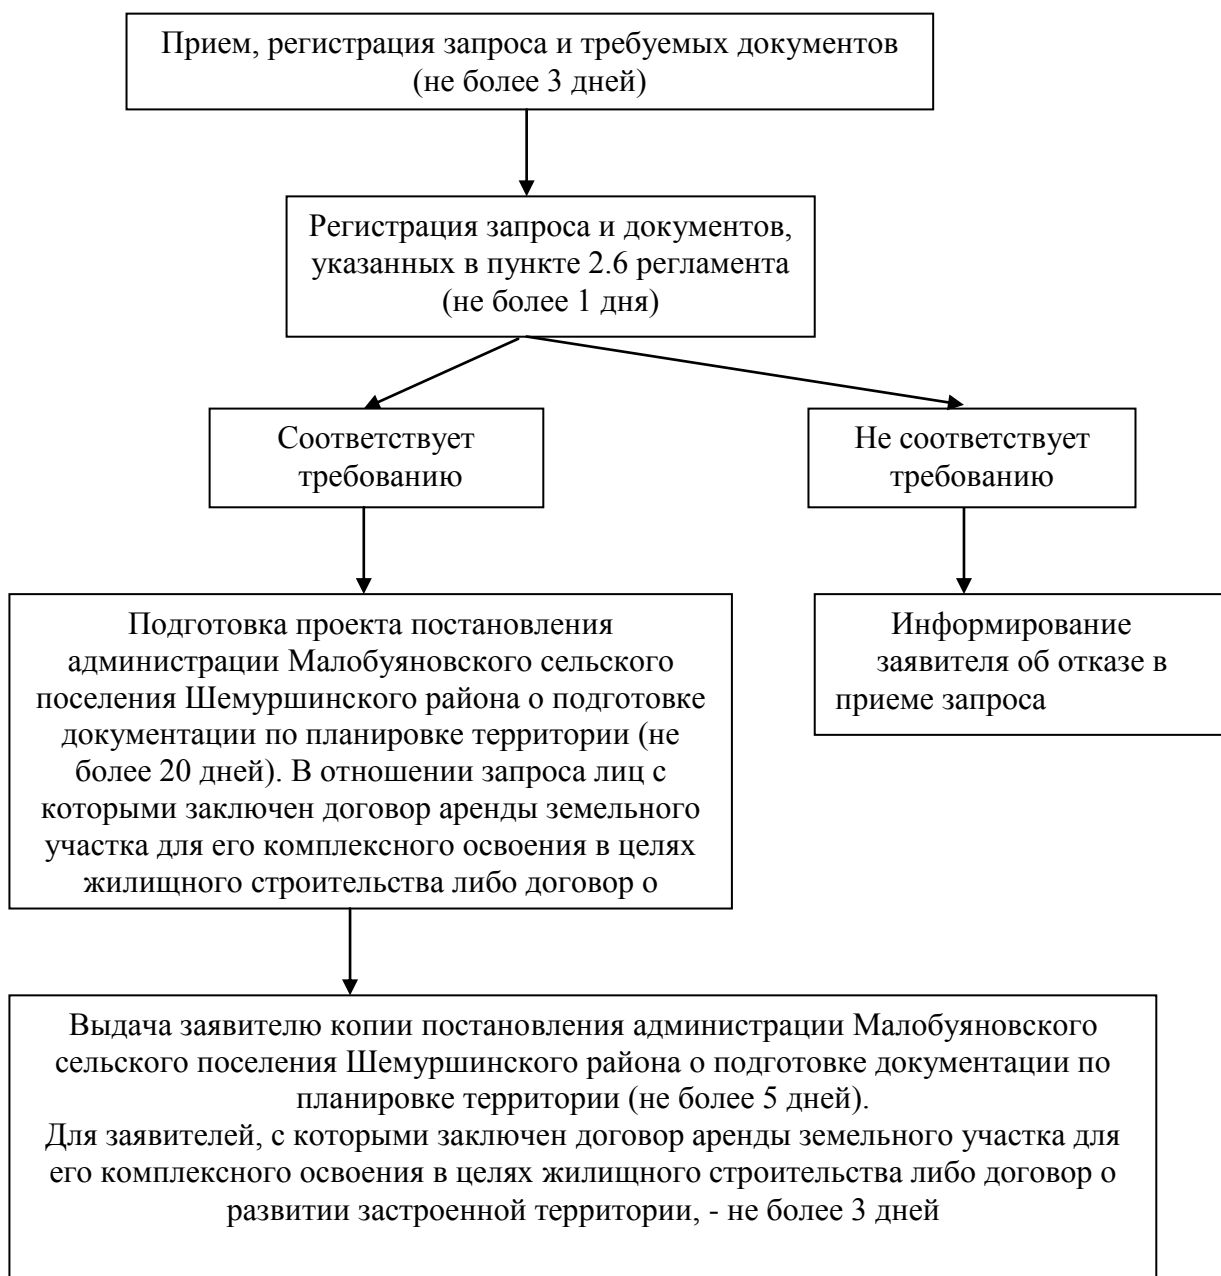 Прием, регистрация запроса и требуемых документов
(не более 3 дней)
Регистрация запроса и документов,
указанных в пункте 2.6 регламента
(не более 1 дня)
Соответствует
требованию
Не соответствует
требованию
Подготовка проекта постановления
администрации Малобуяновского сельского
поселения Шемуршинского района о подготовке
документации по планировке территории (не
более 20 дней). В отношении запроса лиц с
которыми заключен договор аренды земельного
участка для его комплексного освоения в целях
жилищного строительства либо договор о
Информирование
заявителя об отказе в
приеме запроса
Выдача заявителю копии постановления администрации Малобуяновского
сельского поселения Шемуршинского района о подготовке документации по
планировке территории (не более 5 дней).
Для заявителей, с которыми заключен договор аренды земельного участка для
его комплексного освоения в целях жилищного строительства либо договор о
развитии застроенной территории, - не более 3 дней